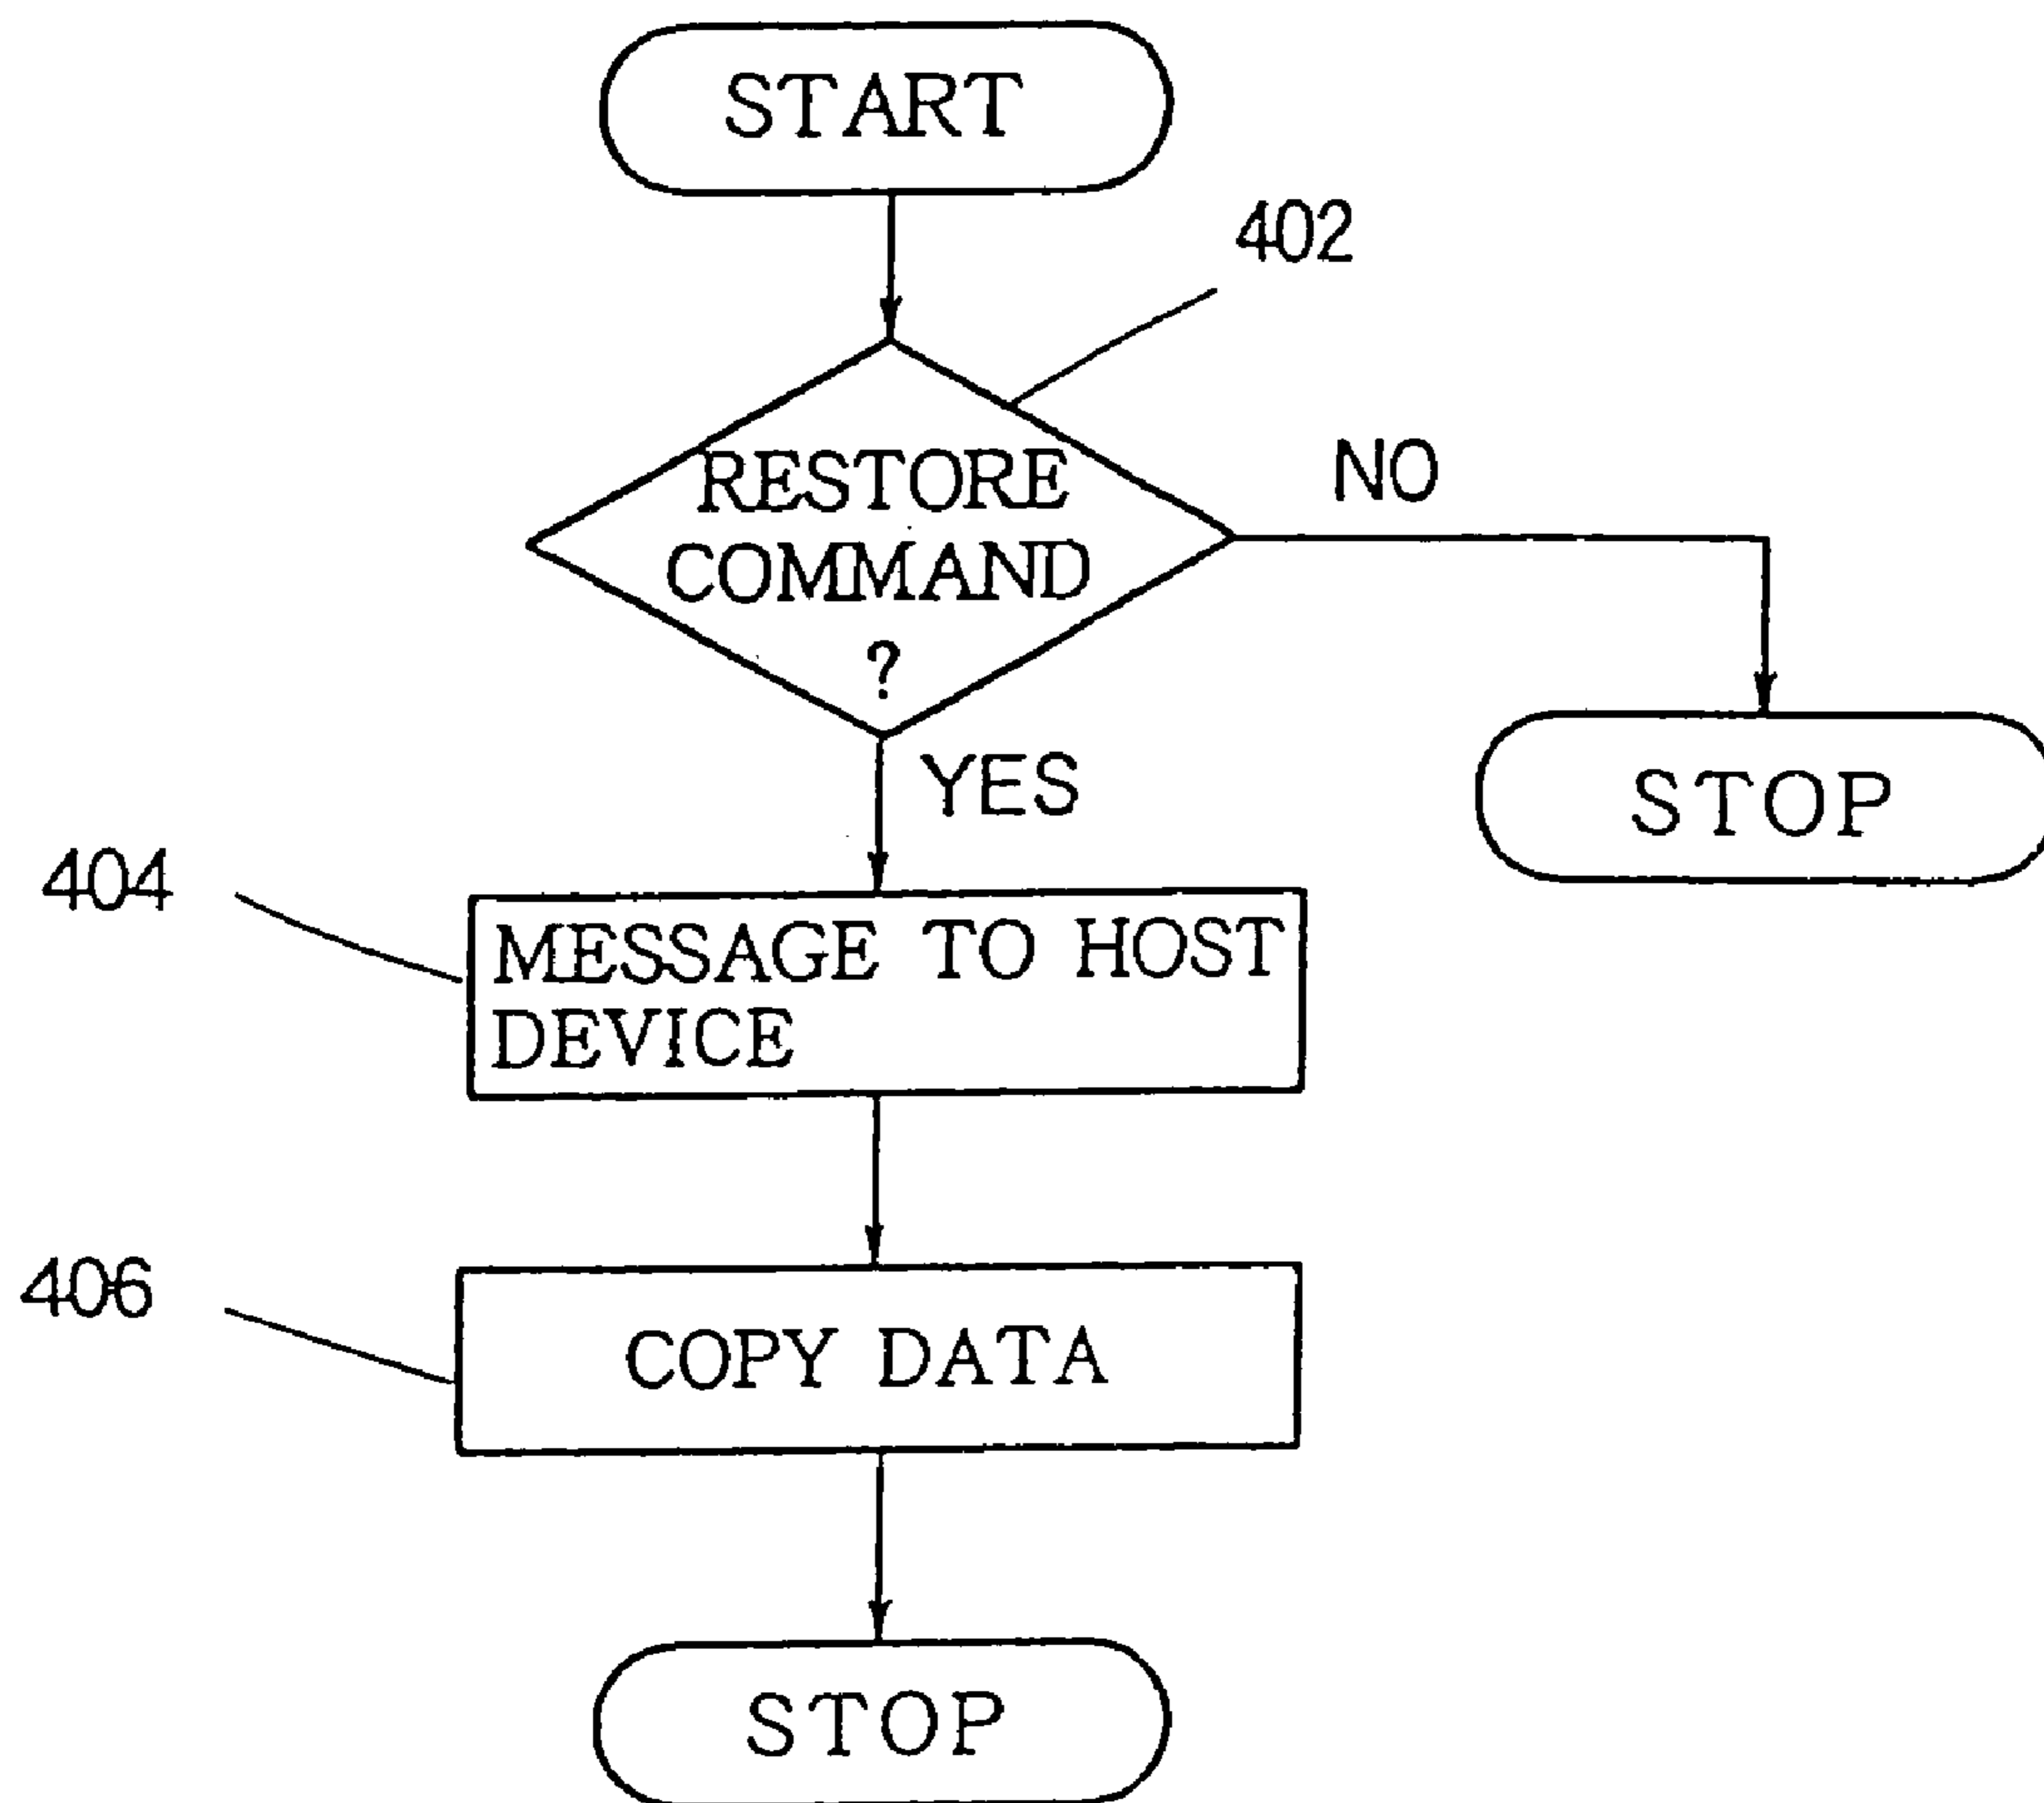 START
402
RESTORE
COMMAND
?
NO
YES
STOP
404
MESSAGE TO HOST
DEVICE
406
COPY DATA
STOP